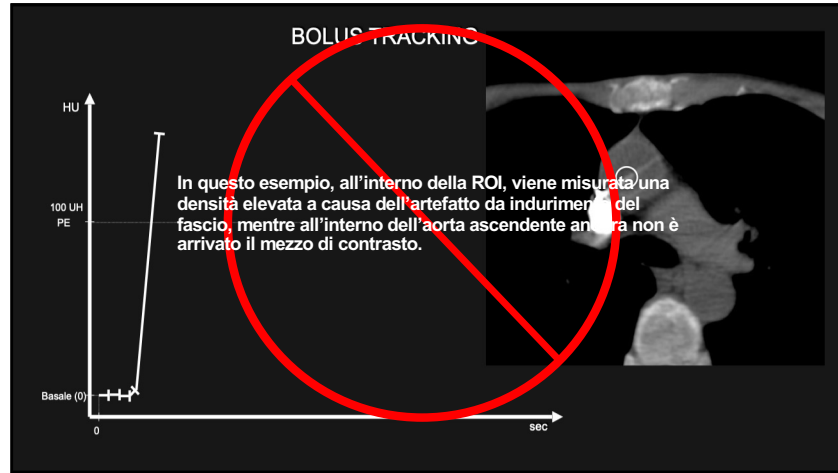 BOLUS TRACKING
HU
In questo esempio, all'interno della ROI, viene misurata una
densità elevata a causa dell'artefatto da indurimento del
fascio, mentre all'interno dell'aorta ascendente ancora non è
arrivato il mezzo di contrasto.
100 UH
PE
Basale (0)
0
sec